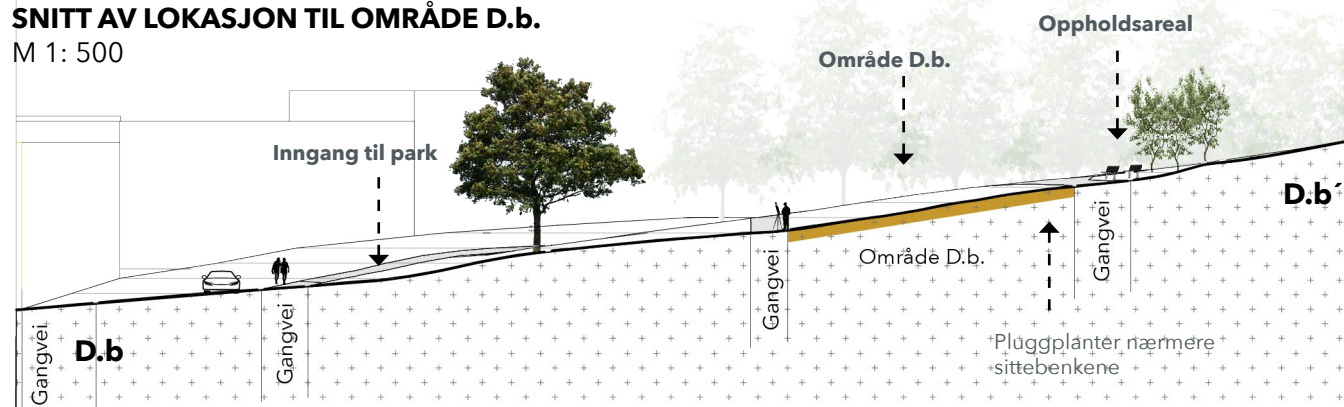 SNITT AV LOKASJON TIL OMRÅDE D.b.
M 1: 500
Oppholdsareal
Område D.b.
Inngang til park
D.b´
Område D.b.
Gangvei
Gangvei
Gangvei
Gangvei
D.b
Pluggplanter nærmere
sittebenkene